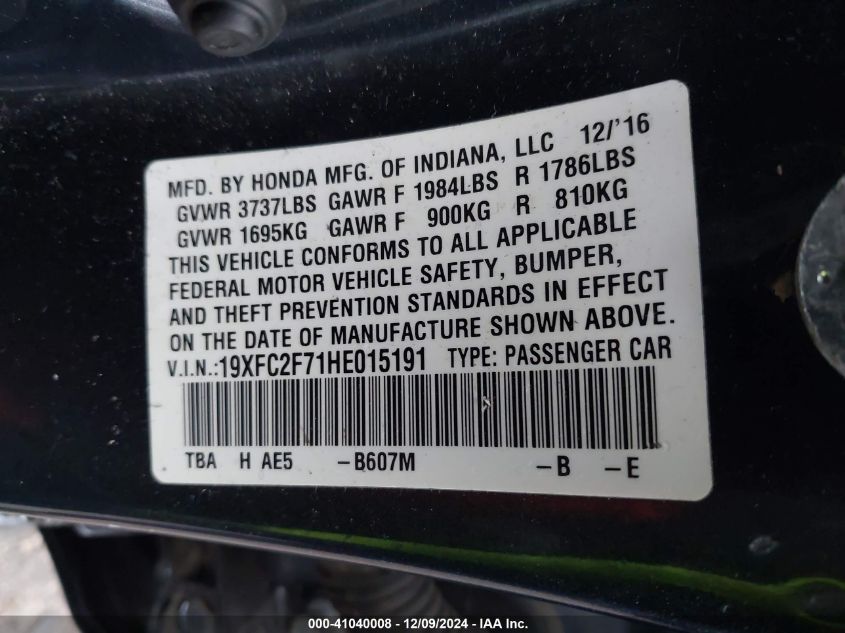 MFD. BY HONDA MFG. OF INDIANA, LLC 12/'16
GVWR 3737LBS GAWR F 1984LBS R 1786LBS
GVWR 1695KG GAWR F 900KG R 810KG
THIS VEHICLE CONFORMS TO ALL APPLICABLE
FEDERAL MOTOR VEHICLE SAFETY, BUMPER,
AND THEFT PREVENTION STANDARDS IN EFFECT
ON THE DATE OF MANUFACTURE SHOWN ABOVE.
V.I.N.:19XFC2F71HE015191 TYPE: PASSENGER CAR
TBA H AE5 -B607M -B -E
000-41040008 - 12/09/2024 - IAA Inc.